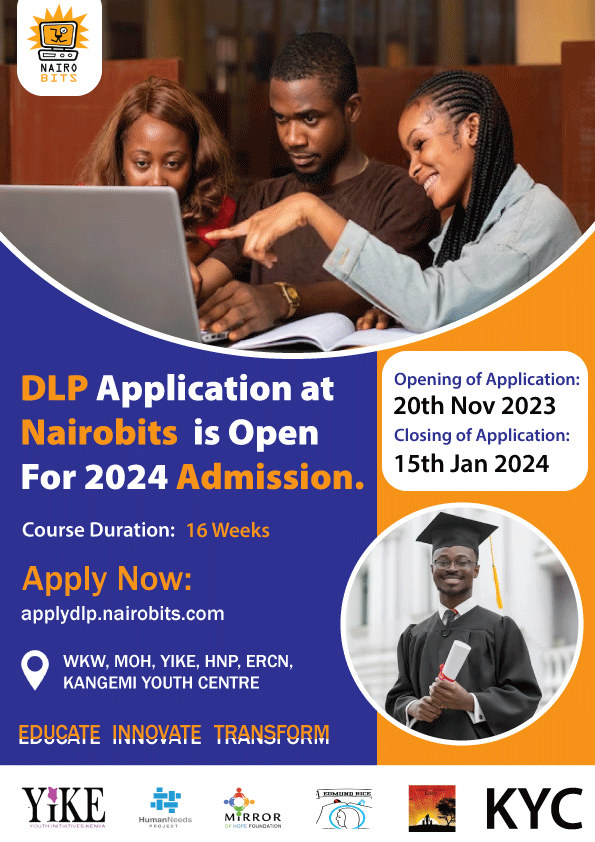 NAIRO
BITS
DLP Application at
Nairobits is Open
For 2024 Admission.
Opening of Application:
20th Nov 2023
Closing of Application:
15th Jan 2024
Course Duration: 16 Weeks
Apply Now:
applydlp.nairobits.com
WKW, MOH, YIKE, HNP, ERCN,
KANGEMI YOUTH CENTRE
EDUCATE INNOVATE TRANSFORM
YiKE
YOUTH INITIATIVES-KENYA
HumanNeeds
PROJECT
MiRROR
OF HOPE FOUNDATION
EDMUND RICE
KYC